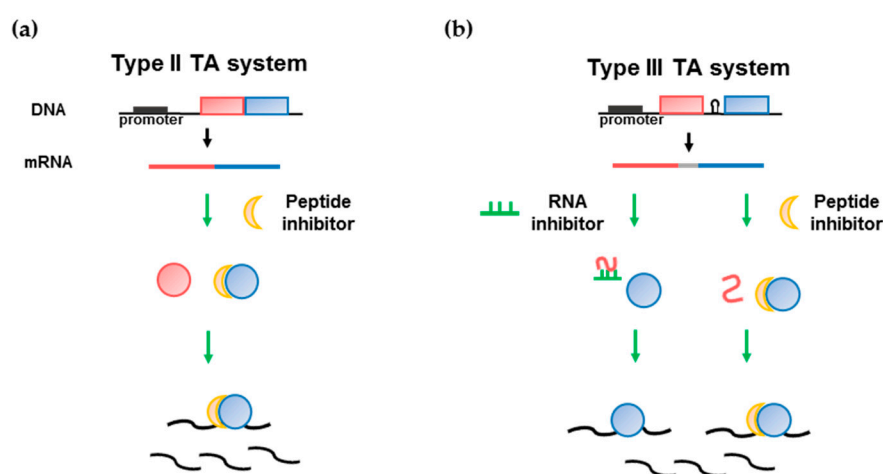 (a)
Type II TA system
DNA
promoter
mRNA
Peptide
inhibitor
(b)
Type III TA system
promoter
RNA
inhibitor
Peptide
inhibitor